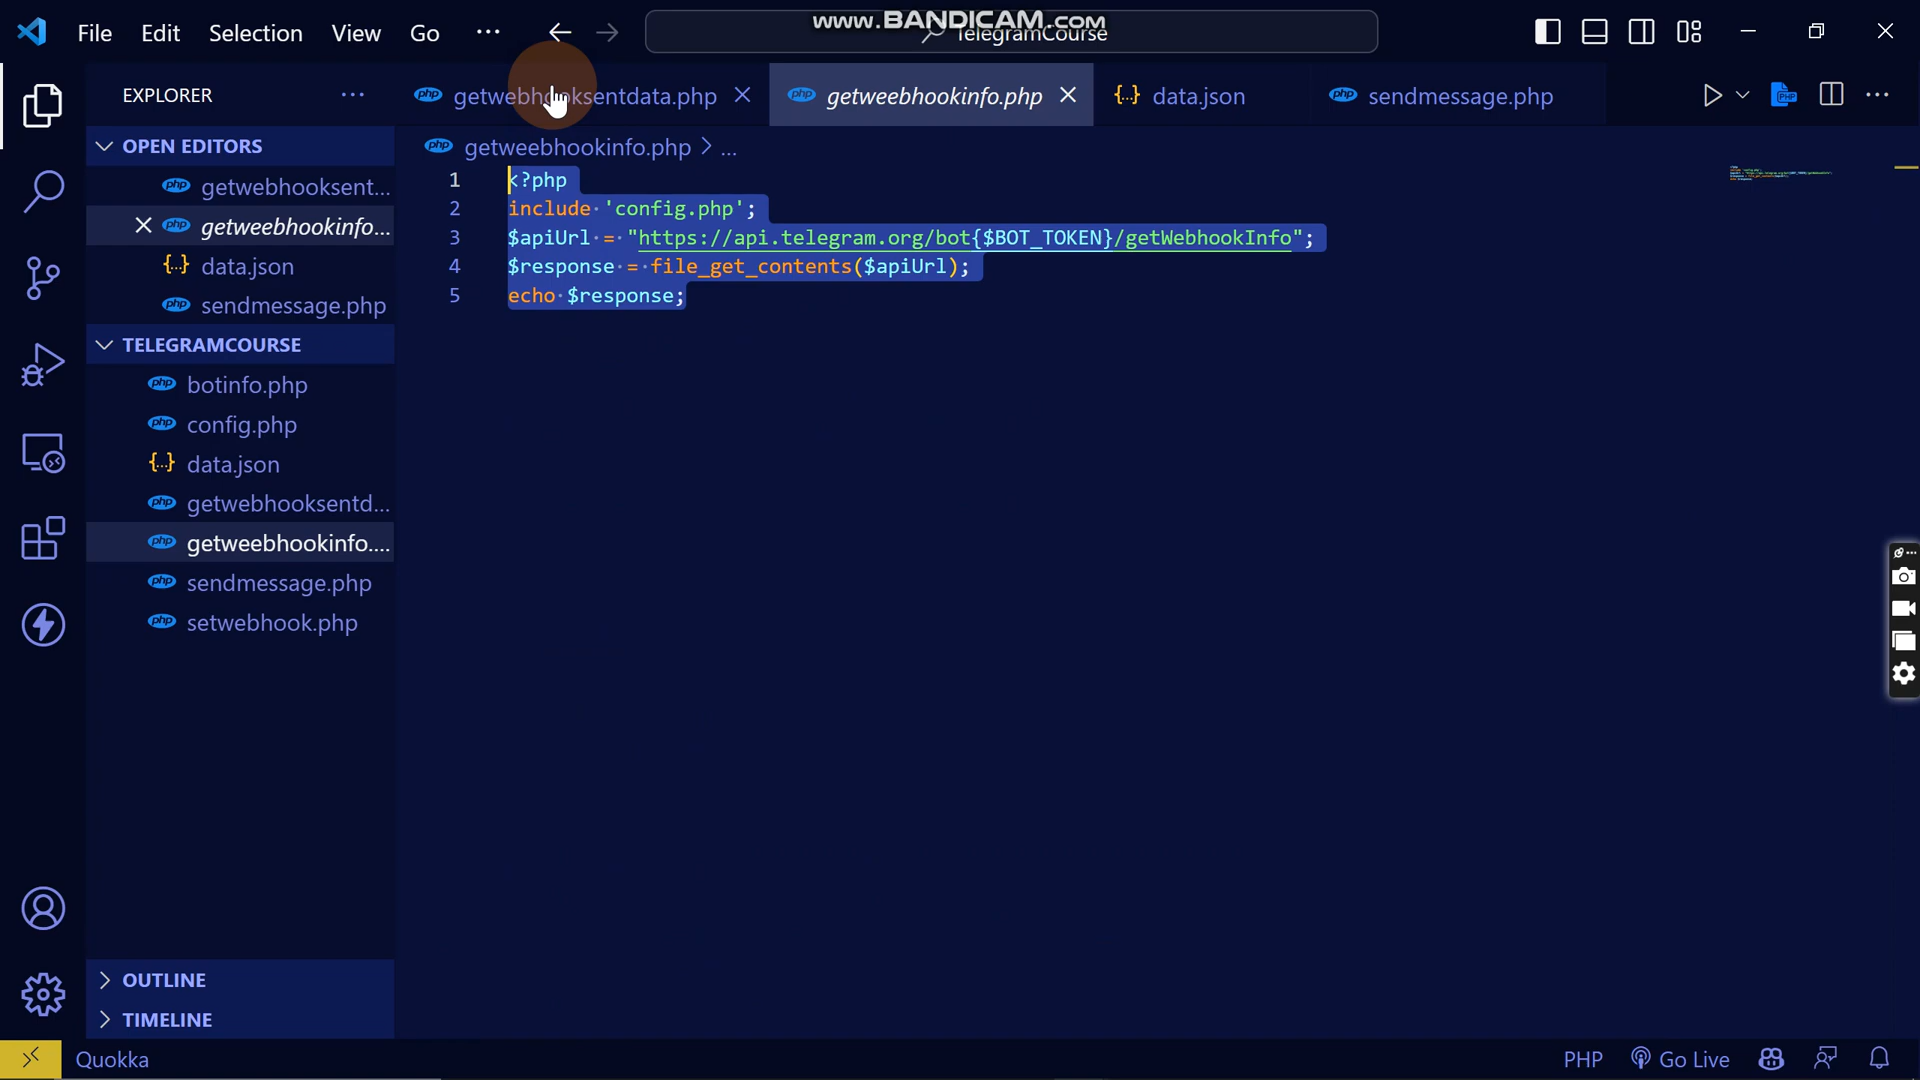 File Edit Selection View Go ...
www.BANDICAM.com
TelegramCourse
EXPLORER
getwebhooksentdata.php
getweebhookinfo.php
data.json
sendmessage.php
OPEN EDITORS
getwebhooksent...
getweebhookinfo...
data.json
sendmessage.php
TELEGRAMCOURSE
botinfo.php
config.php
data.json
getwebhooksentd...
getweebhookinfo....
sendmessage.php
setwebhook.php
OUTLINE
TIMELINE
getweebhookinfo.php > ...
1 <?php
2 include 'config.php';
3 $apiUrl = "https://api.telegram.org/bot{$BOT_TOKEN}/getWebhookInfo";
4 $response = file_get_contents($apiUrl);
5 echo $response;
Quokka
PHP
Go Live